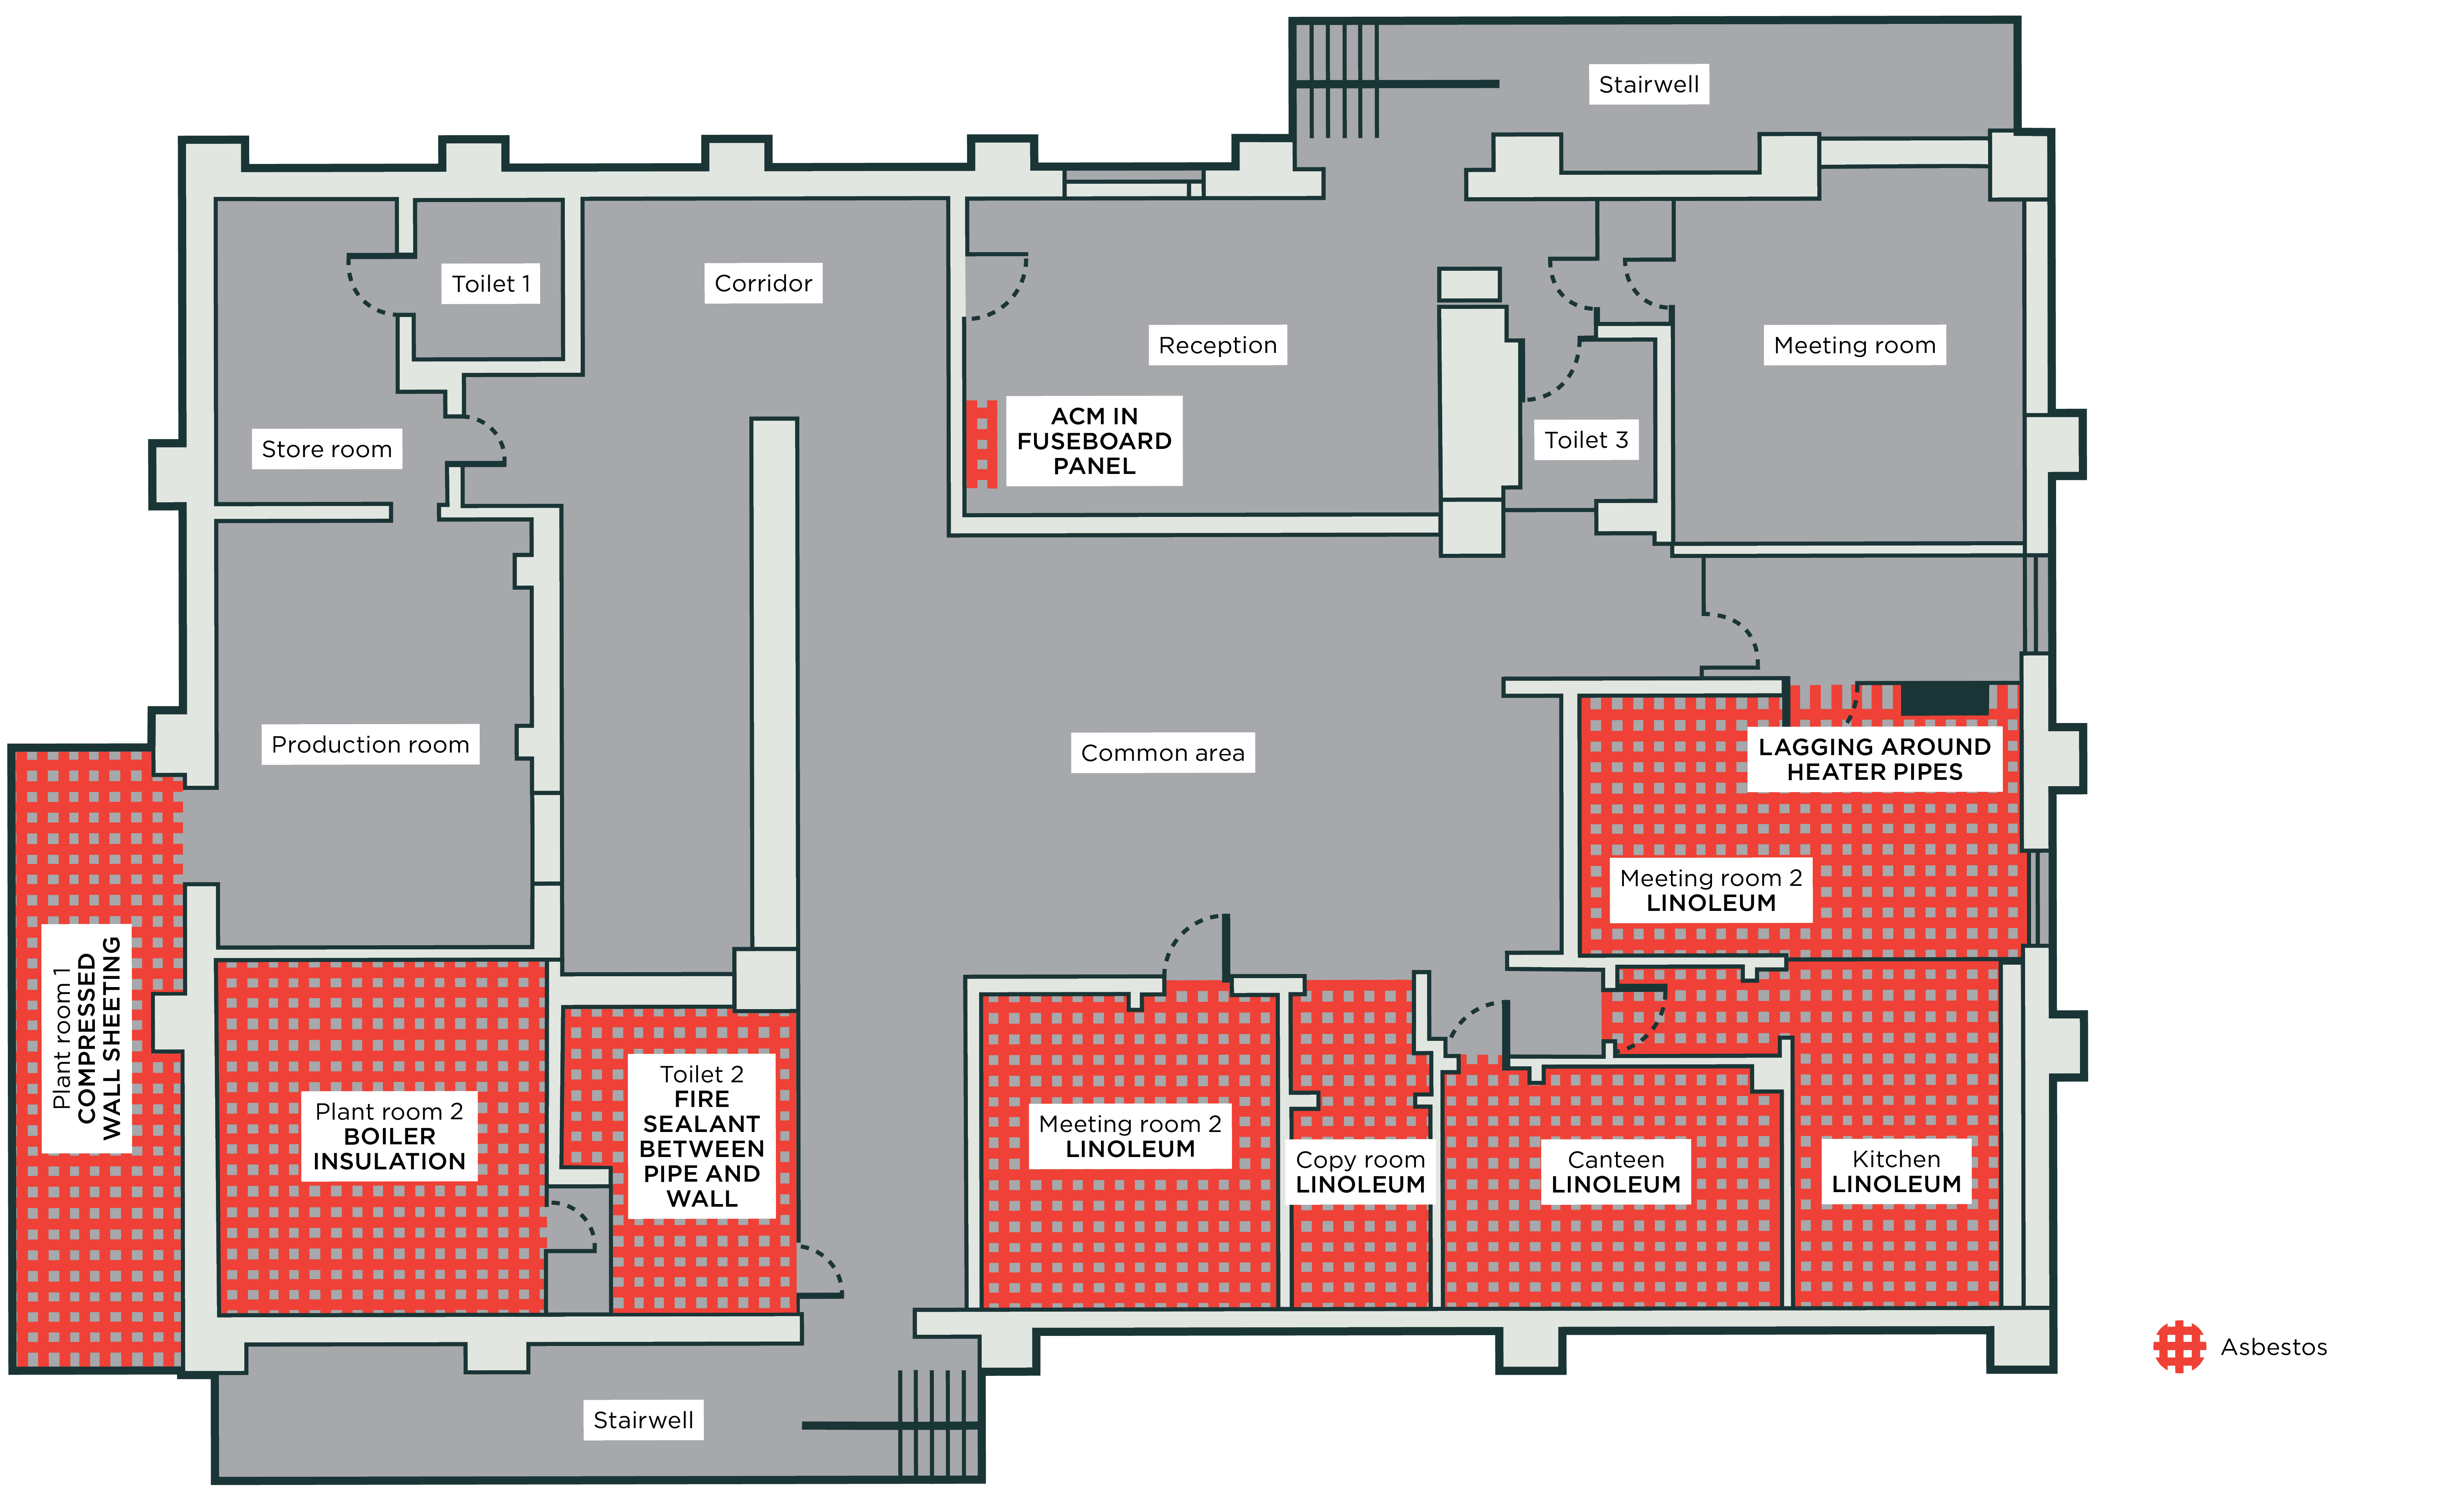 Stairwell
Toilet 1
Corridor
Reception
Meeting room
ACM IN
FUSEBOARD
PANEL
Toilet 3
Store room
Production room
Common area
LAGGING AROUND
HEATER PIPES
Meeting room 2
LINOLEUM
Plant room 1
COMPRESSED
WALL SHEETING
Plant room 2
BOILER
INSULATION
Toilet 2
FIRE
SEALANT
BETWEEN
PIPE AND
WALL
Meeting room 2
LINOLEUM
Copy room
LINOLEUM
Canteen
LINOLEUM
Kitchen
LINOLEUM
Asbestos
Stairwell